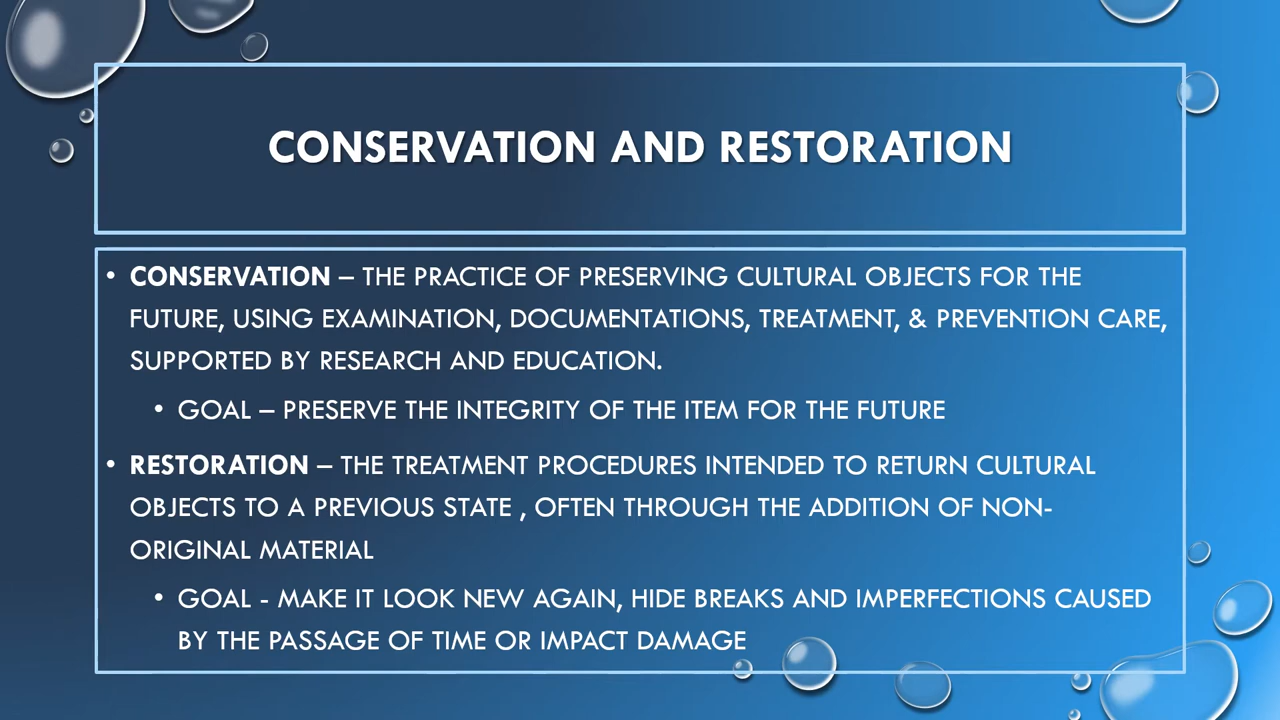 CONSERVATION AND RESTORATION
• CONSERVATION – THE PRACTICE OF PRESERVING CULTURAL OBJECTS FOR THE
FUTURE, USING EXAMINATION, DOCUMENTATIONS, TREATMENT, & PREVENTION CARE,
SUPPORTED BY RESEARCH AND EDUCATION.
• GOAL – PRESERVE THE INTEGRITY OF THE ITEM FOR THE FUTURE
• RESTORATION – THE TREATMENT PROCEDURES INTENDED TO RETURN CULTURAL
OBJECTS TO A PREVIOUS STATE , OFTEN THROUGH THE ADDITION OF NON-
ORIGINAL MATERIAL
• GOAL - MAKE IT LOOK NEW AGAIN, HIDE BREAKS AND IMPERFECTIONS CAUSED
BY THE PASSAGE OF TIME OR IMPACT DAMAGE